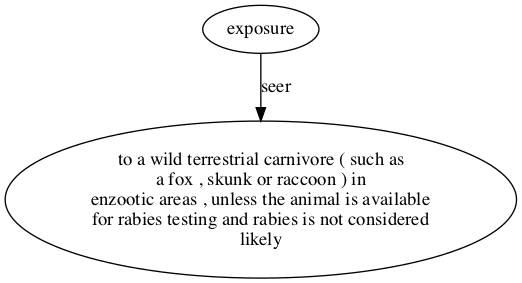 exposure
seer
to a wild terrestrial carnivore ( such as
a fox , skunk or raccoon ) in
enzootic areas , unless the animal is available
for rabies testing and rabies is not considered
likely